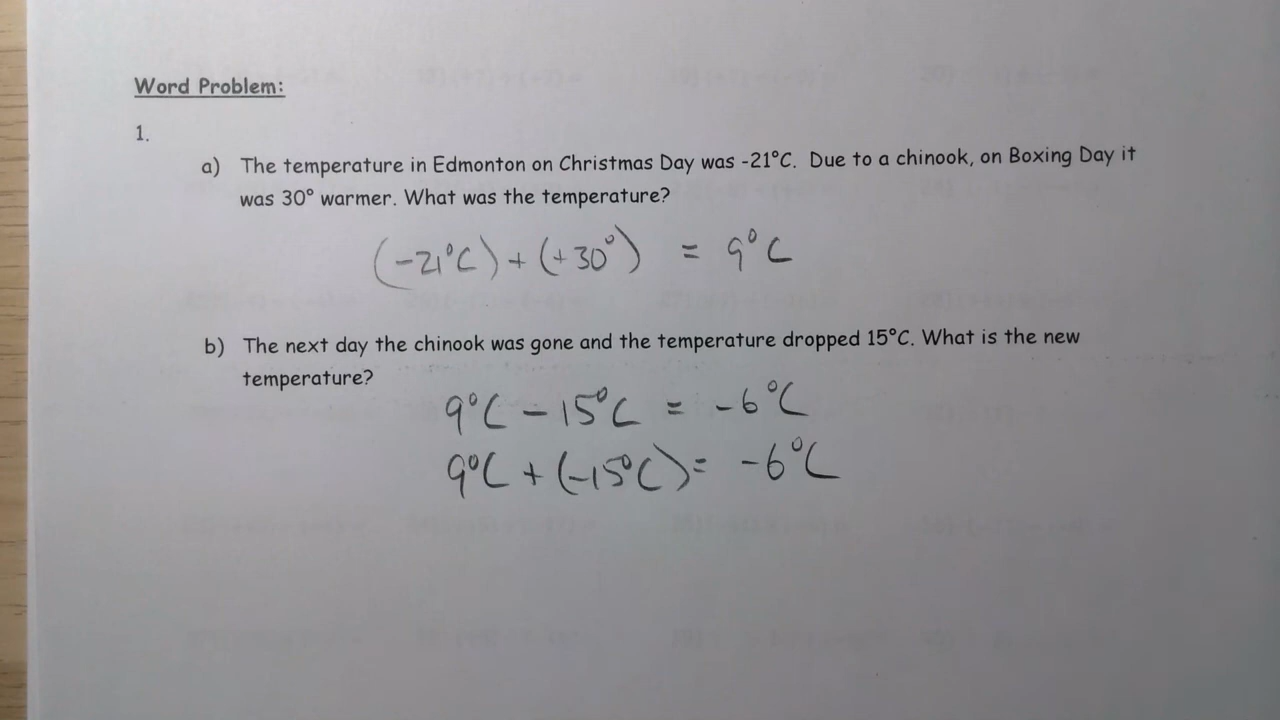 Word Problem:
1.
a) The temperature in Edmonton on Christmas Day was -21°C. Due to a chinook, on Boxing Day it
was 30° warmer. What was the temperature?
(-21°C) + (+30°) = 9°C
b) The next day the chinook was gone and the temperature dropped 15°C. What is the new
temperature?
9°C - 15°C = -6°C
9°C + (-15°C) = -6°C